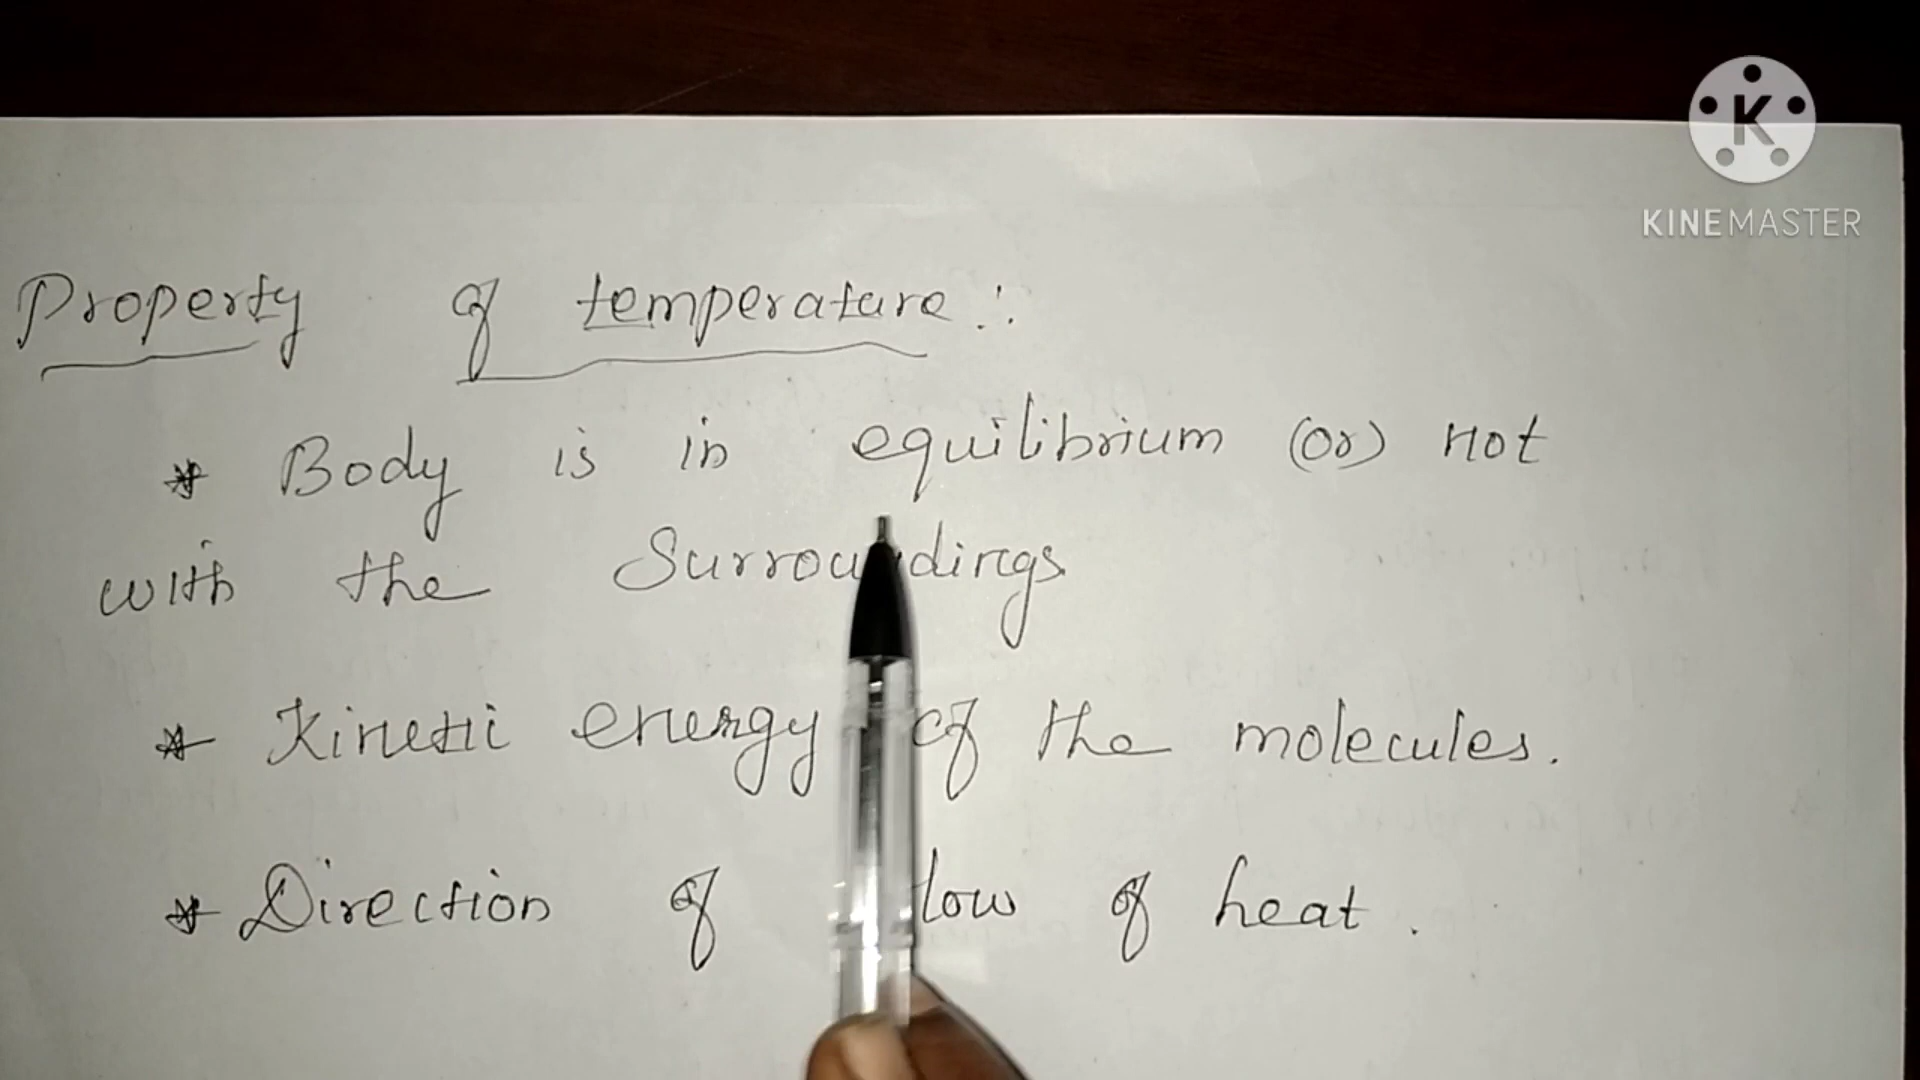 KINEMASTER
Property of temperature :.
* Body is in equilibrium (or) not
with the Surroundings
* Kinetic energy of the molecules.
* Direction of low of heat.